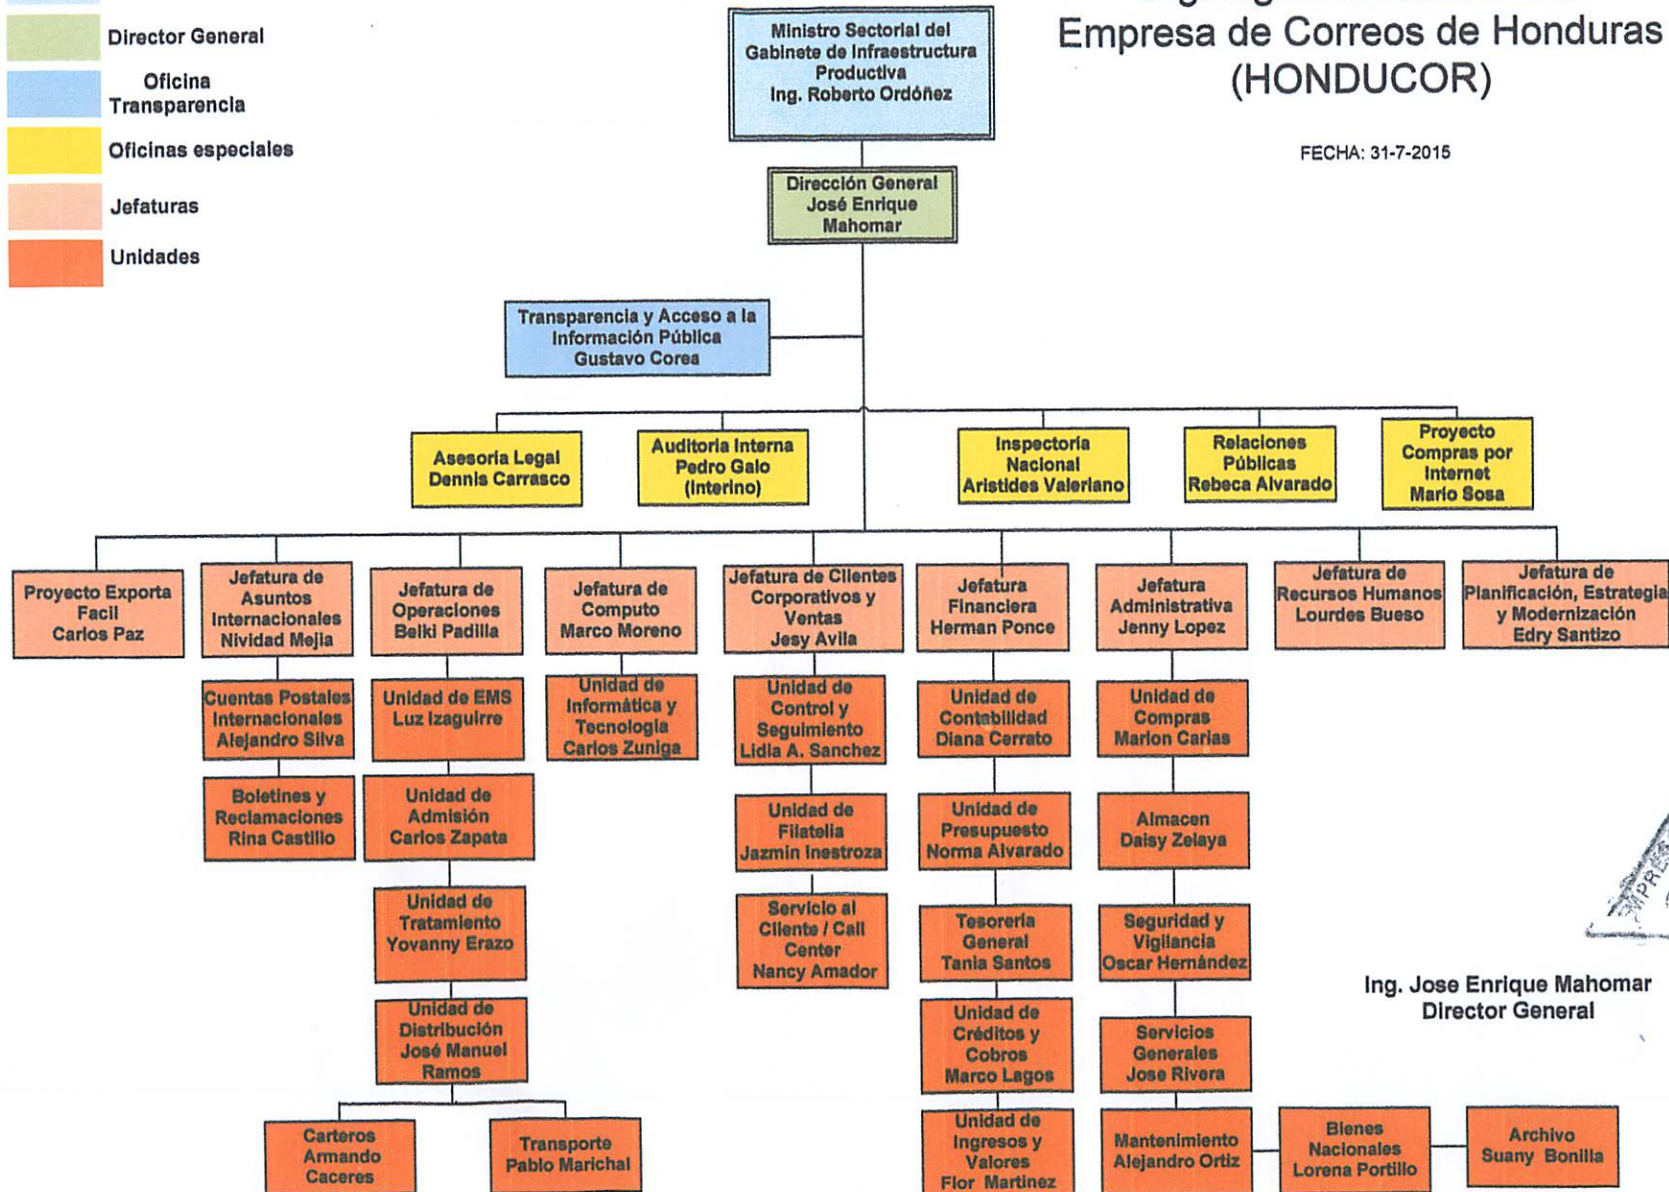 Empresa de Correos de Honduras
(HONDUCOR)
FECHA: 31-7-2015
Director General
Oficina
Transparencia
Oficinas especiales
Jefaturas
Unidades
Ministro Sectorial del
Gabinete de Infraestructura
Productiva
Ing. Roberto Ordóñez
Dirección General
José Enrique
Mahomar
Transparencia y Acceso a la
Información Pública
Gustavo Corea
Asesoria Legal
Dennis Carrasco
Auditoria Interna
Pedro Galo
(Interino)
Inspectoria
Nacional
Aristides Valeriano
Relaciones
Públicas
Rebeca Alvarado
Proyecto
Compras por
Internet
Mario Sosa
Proyecto Exporta
Facil
Carlos Paz
Jefatura de
Asuntos
Internacionales
Nividad Mejia
Jefatura de
Operaciones
Belki Padilla
Jefatura de
Computo
Marco Moreno
Jefatura de Clientes
Corporativos y
Ventas
Jesy Avila
Jefatura
Financiera
Herman Ponce
Jefatura
Administrativa
Jenny Lopez
Jefatura de
Recursos Humanos
Lourdes Bueso
Jefatura de
Planificación, Estrategia
y Modernización
Edry Santizo
Cuentas Postales
Internacionales
Alejandro Silva
Unidad de EMS
Luz Izaguirre
Unidad de
Informática y
Tecnologia
Carlos Zuniga
Unidad de
Control y
Seguimiento
Lidia A. Sanchez
Unidad de
Contabilidad
Diana Cerrato
Unidad de
Compras
Marlon Carias
Boletines y
Reclamaciones
Rina Castillo
Unidad de
Admisión
Carlos Zapata
Unidad de
Filatelia
Jazmin Inestroza
Unidad de
Presupuesto
Norma Alvarado
Almacen
Daisy Zelaya
Unidad de
Tratamiento
Yovanny Erazo
Servicio al
Cliente / Call
Center
Nancy Amador
Tesoreria
General
Tania Santos
Seguridad y
Vigilancia
Oscar Hernández
Unidad de
Distribución
José Manuel
Ramos
Unidad de
Créditos y
Cobros
Marco Lagos
Servicios
Generales
Jose Rivera
Ing. Jose Enrique Mahomar
Director General
Carteros
Armando
Caceres
Transporte
Pablo Marichal
Unidad de
Ingresos y
Valores
Flor Martinez
Mantenimiento
Alejandro Ortiz
Bienes
Nacionales
Lorena Portillo
Archivo
Suany Bonilla